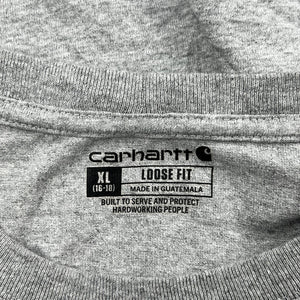 carhartt
XL LOOSE FIT
(16-18) MADE IN GUATEMALA
BUILT TO SERVE AND PROTECT
HARDWORKING PEOPLE